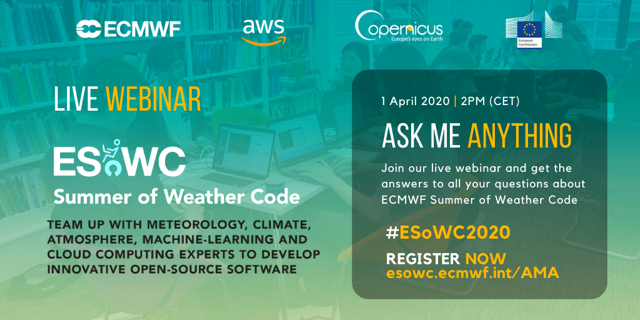 ECMWF
aws
Copernicus
Europe's eyes on Earth
European
Commission
LIVE WEBINAR
ESoWC
Summer of Weather Code
TEAM UP WITH METEOROLOGY, CLIMATE,
ATMOSPHERE, MACHINE-LEARNING AND
CLOUD COMPUTING EXPERTS TO DEVELOP
INNOVATIVE OPEN-SOURCE SOFTWARE
1 April 2020 | 2PM (CET)
ASK ME ANYTHING
Join our live webinar and get the
answers to all your questions about
ECMWF Summer of Weather Code
#ESoWC2020
REGISTER NOW
esowc.ecmwf.int/AMA